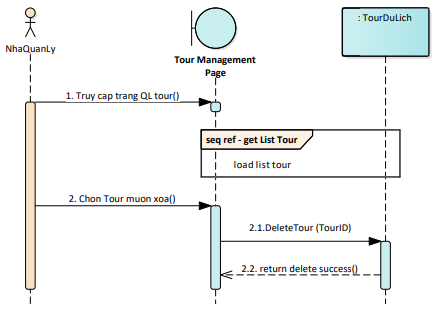 : TourDuLich
NhaQuanLy
Tour Management
Page
1. Truy cap trang QL tour()
seq ref - get List Tour
load list tour
2. Chon Tour muon xoa()
2.1.DeleteTour (TourID)
2.2. return delete success()